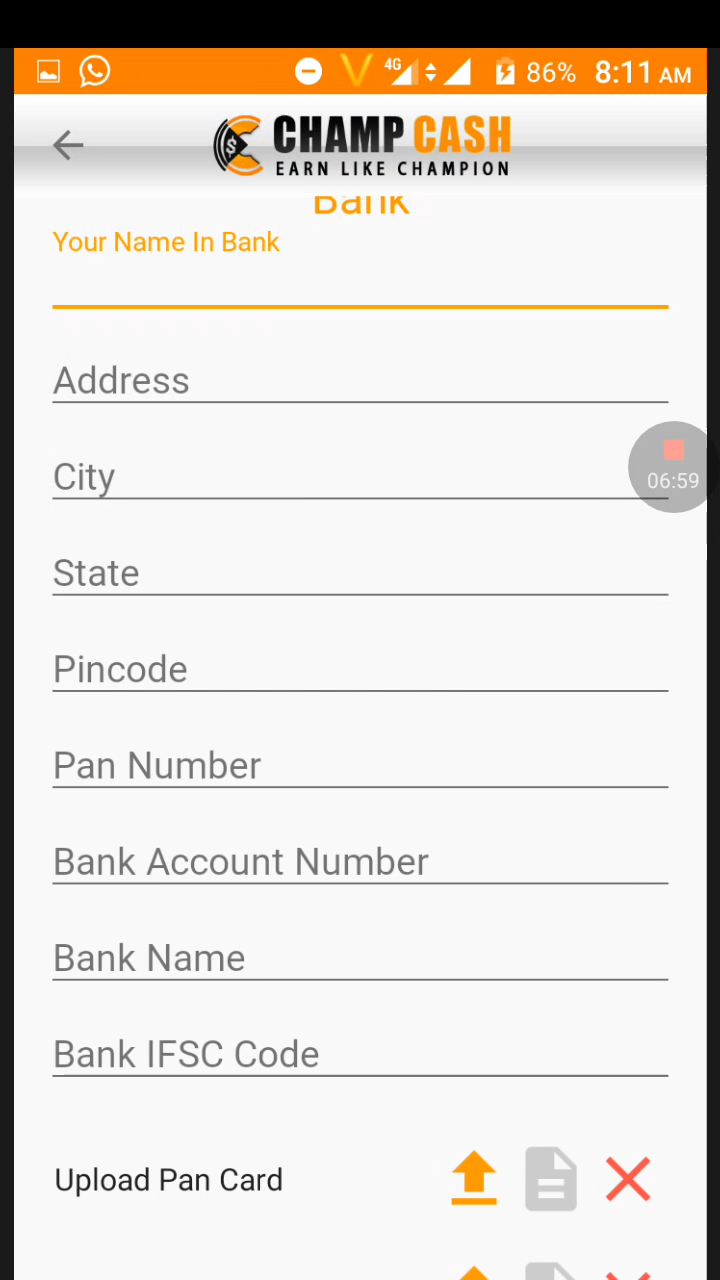 4G 86% 8:11 AM
CHAMP CASH
EARN LIKE CHAMPION
Bank
Your Name In Bank
Address
City
06:59
State
Pincode
Pan Number
Bank Account Number
Bank Name
Bank IFSC Code
Upload Pan Card